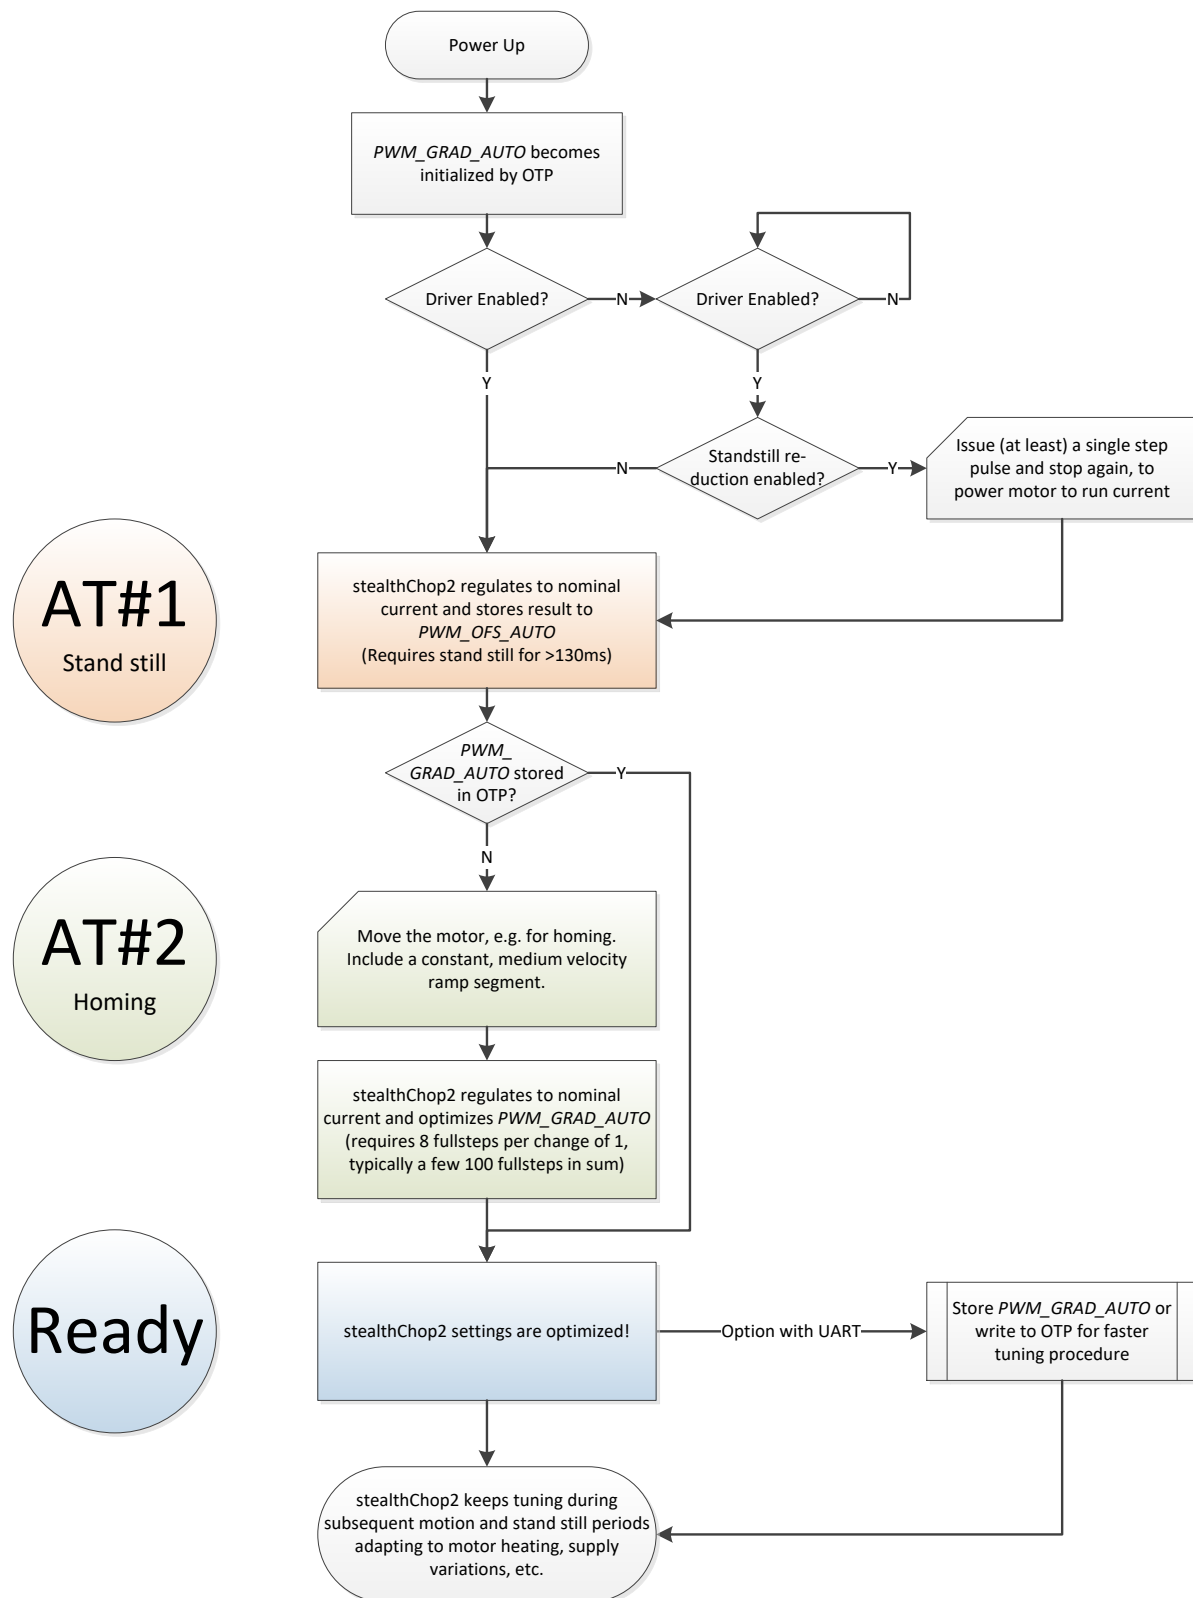 Power Up
PWM_GRAD_AUTO becomes
initialized by OTP
Driver Enabled?
N
Driver Enabled?
N
Y
Y
Standstill re-
duction enabled?
N
Y
Issue (at least) a single step
pulse and stop again, to
power motor to run current
AT#1
Stand still
stealthChop2 regulates to nominal
current and stores result to
PWM_OFS_AUTO
(Requires stand still for >130ms)
PWM_
GRAD_AUTO stored
in OTP?
Y
N
AT#2
Homing
Move the motor, e.g. for homing.
Include a constant, medium velocity
ramp segment.
stealthChop2 regulates to nominal
current and optimizes PWM_GRAD_AUTO
(requires 8 fullsteps per change of 1,
typically a few 100 fullsteps in sum)
Ready
stealthChop2 settings are optimized!
Option with UART
Store PWM_GRAD_AUTO or
write to OTP for faster
tuning procedure
stealthChop2 keeps tuning during
subsequent motion and stand still periods
adapting to motor heating, supply
variations, etc.